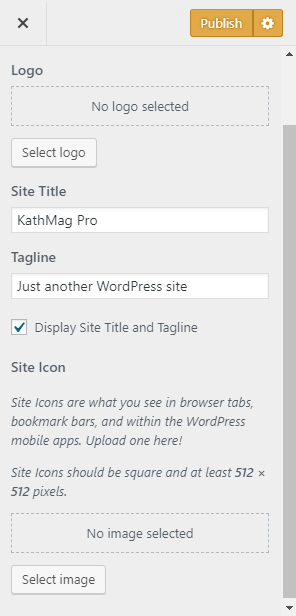 Publish
Logo
No logo selected
Select logo
Site Title
KathMag Pro
Tagline
Just another WordPress site
Display Site Title and Tagline
Site Icon
Site Icons are what you see in browser tabs,
bookmark bars, and within the WordPress
mobile apps. Upload one here!
Site Icons should be square and at least 512 ×
512 pixels.
No image selected
Select image